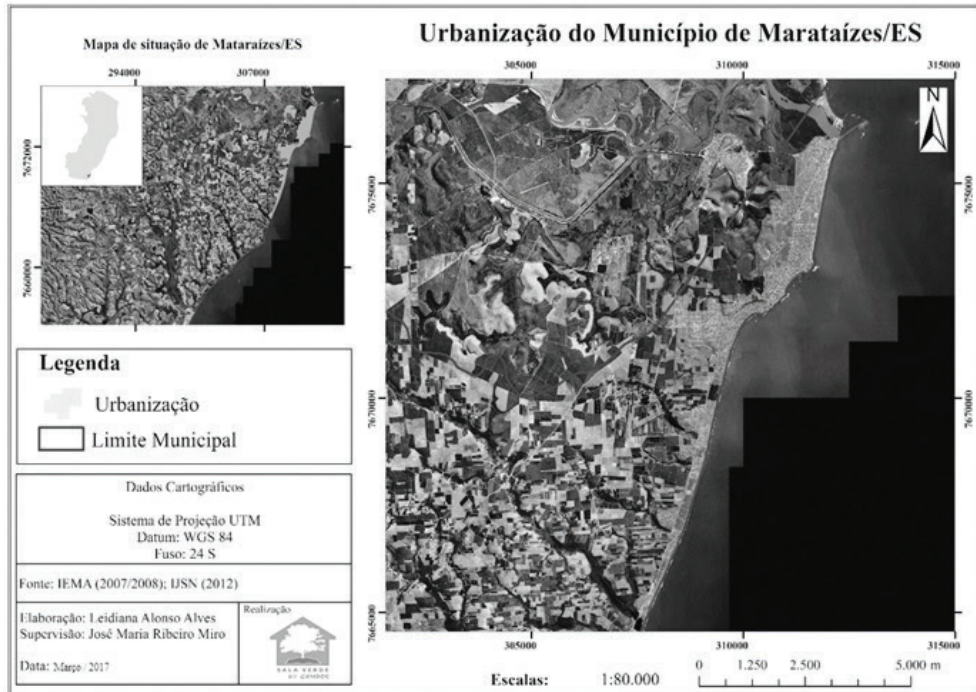 Mapa de situação de Mataraízes/ES
294000 307000
7672000
7660000
Urbanização do Município de Marataízes/ES
305000 310000 315000
N
7675000 7675000
7670000 7670000
7665000 7665000
305000 310000 315000
Legenda
Urbanização
Limite Municipal
Dados Cartográficos
Sistema de Projeção UTM
Datum: WGS 84
Fuso: 24 S
Fonte: IEMA (2007/2008); IJSN (2012)
Elaboração: Leidiana Alonso Alves
Supervisão: José Maria Ribeiro Miro
Data: Março / 2017
Realização
SALA VERDE
Escalas: 1:80.000
0 1.250 2.500 5.000 m